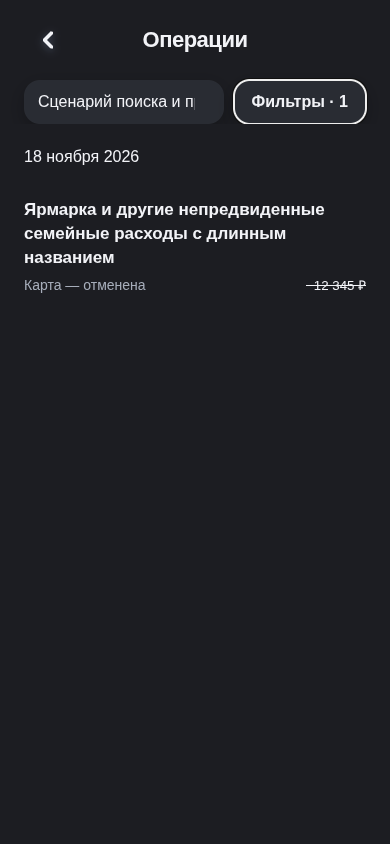 Операции
Сценарий поиска и п
Фильтры · 1
18 ноября 2026
Ярмарка и другие непредвиденные
семейные расходы с длинным
названием
Карта — отменена
−12 345 ₽